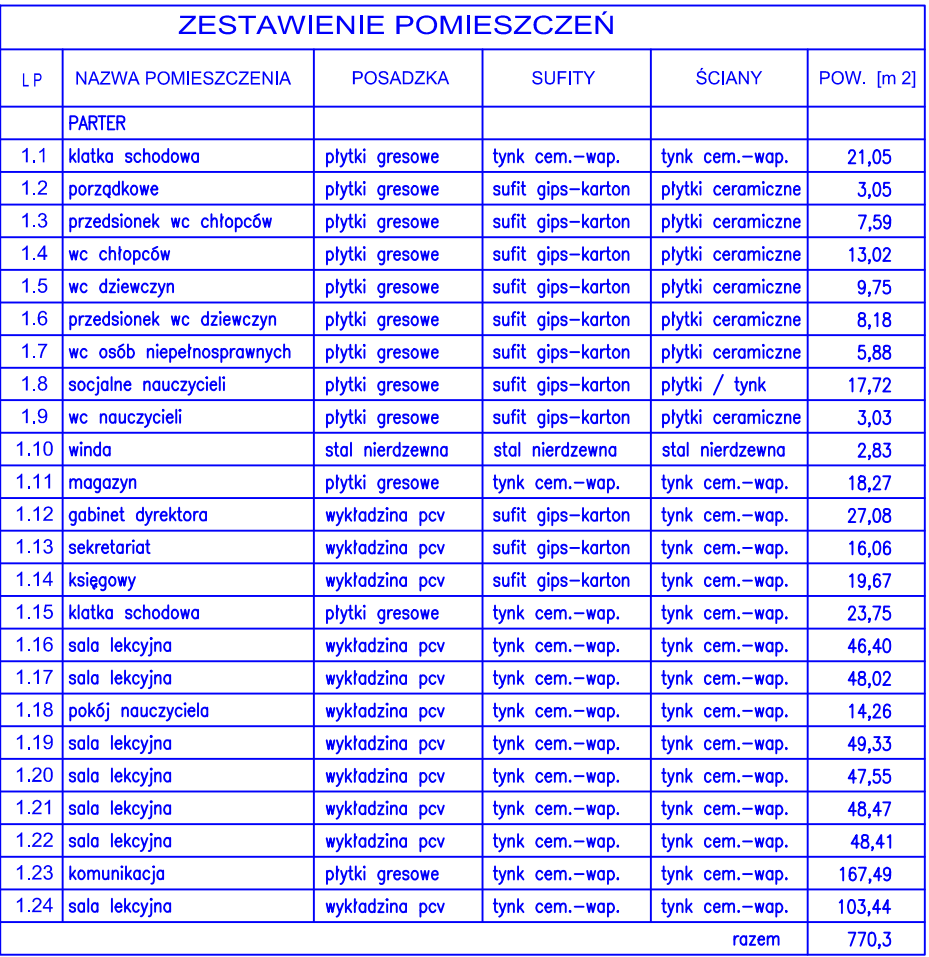 ZESTAWIENIE POMIESZCZEŃ
LP NAZWA POMIESZCZENIA POSADZKA SUFITY ŚCIANY POW. [m 2]
PARTER
1.1 klatka schodowa płytki gresowe tynk cem.-wap. tynk cem.-wap. 21,05
1.2 porządkowe płytki gresowe sufit gips-karton płytki ceramiczne 3,05
1.3 przedsionek wc chłopców płytki gresowe sufit gips-karton płytki ceramiczne 7,59
1.4 wc chłopców płytki gresowe sufit gips-karton płytki ceramiczne 13,02
1.5 wc dziewczyn płytki gresowe sufit gips-karton płytki ceramiczne 9,75
1.6 przedsionek wc dziewczyn płytki gresowe sufit gips-karton płytki ceramiczne 8,18
1.7 wc osób niepełnosprawnych płytki gresowe sufit gips-karton płytki ceramiczne 5,88
1.8 socjalne nauczycieli płytki gresowe sufit gips-karton płytki / tynk 17,72
1.9 wc nauczycieli płytki gresowe sufit gips-karton płytki ceramiczne 3,03
1.10 winda stal nierdzewna stal nierdzewna stal nierdzewna 2,83
1.11 magazyn płytki gresowe tynk cem.-wap. tynk cem.-wap. 18,27
1.12 gabinet dyrektora wykładzina pcv sufit gips-karton tynk cem.-wap. 27,08
1.13 sekretariat wykładzina pcv sufit gips-karton tynk cem.-wap. 16,06
1.14 księgowy wykładzina pcv sufit gips-karton tynk cem.-wap. 19,67
1.15 klatka schodowa płytki gresowe tynk cem.-wap. tynk cem.-wap. 23,75
1.16 sala lekcyjna wykładzina pcv tynk cem.-wap. tynk cem.-wap. 46,40
1.17 sala lekcyjna wykładzina pcv tynk cem.-wap. tynk cem.-wap. 48,02
1.18 pokój nauczyciela wykładzina pcv tynk cem.-wap. tynk cem.-wap. 14,26
1.19 sala lekcyjna wykładzina pcv tynk cem.-wap. tynk cem.-wap. 49,33
1.20 sala lekcyjna wykładzina pcv tynk cem.-wap. tynk cem.-wap. 47,55
1.21 sala lekcyjna wykładzina pcv tynk cem.-wap. tynk cem.-wap. 48,47
1.22 sala lekcyjna wykładzina pcv tynk cem.-wap. tynk cem.-wap. 48,41
1.23 komunikacja płytki gresowe tynk cem.-wap. tynk cem.-wap. 167,49
1.24 sala lekcyjna wykładzina pcv tynk cem.-wap. tynk cem.-wap. 103,44
razem 770,3